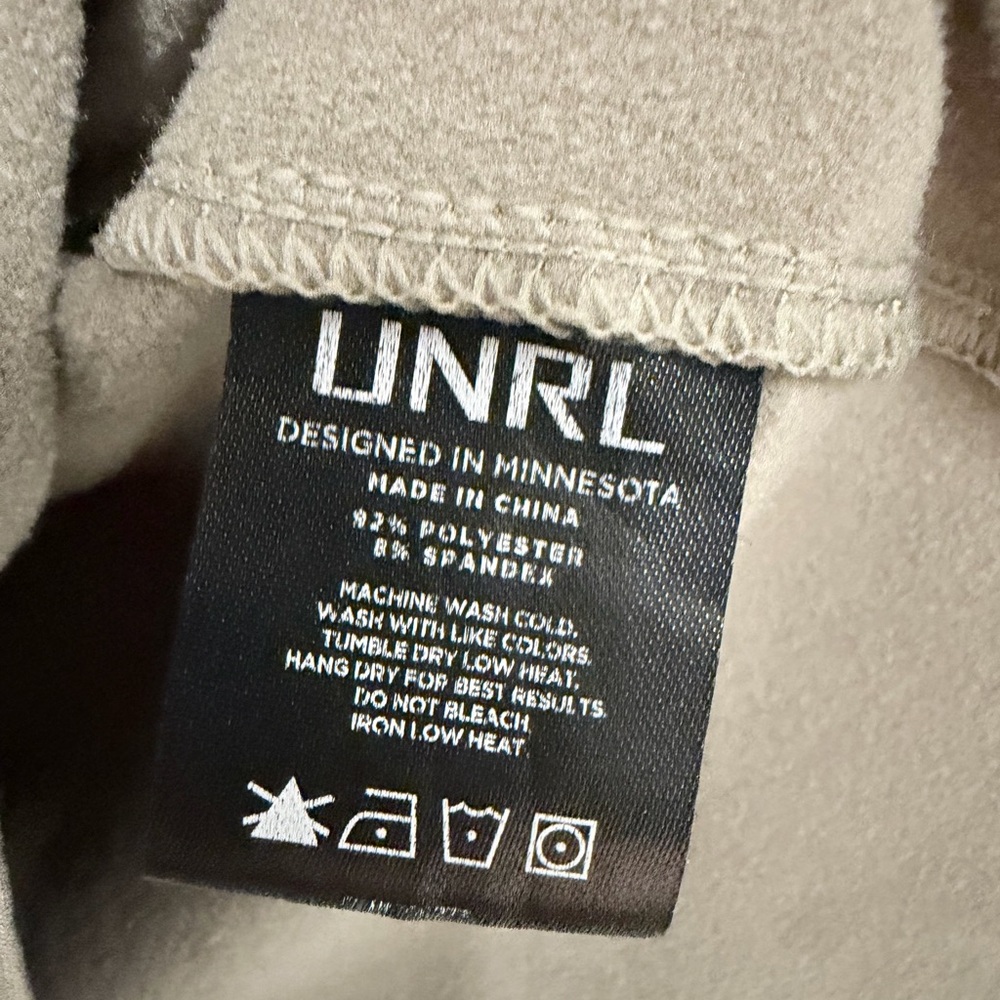 UNRL
DESIGNED IN MINNESOTA
MADE IN CHINA
92% POLYESTER
8% SPANDEX
MACHINE WASH COLD.
WASH WITH LIKE COLORS.
TUMBLE DRY LOW HEAT.
HANG DRY FOR BEST RESULTS.
DO NOT BLEACH
IRON LOW HEAT